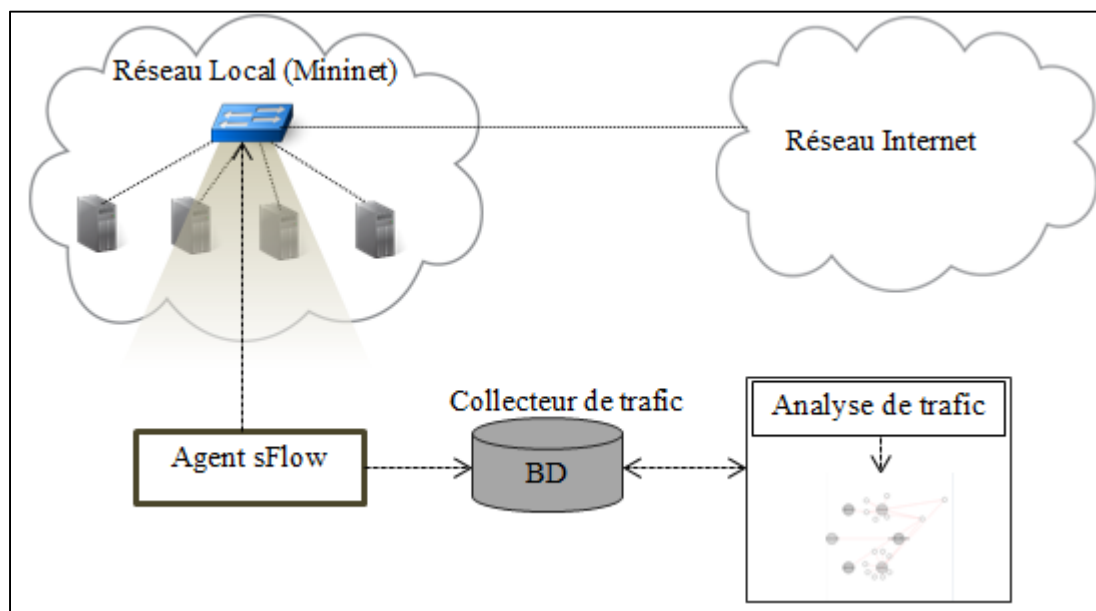 Réseau Local (Mininet)
Réseau Internet
Collecteur de trafic
Analyse de trafic
Agent sFlow
BD